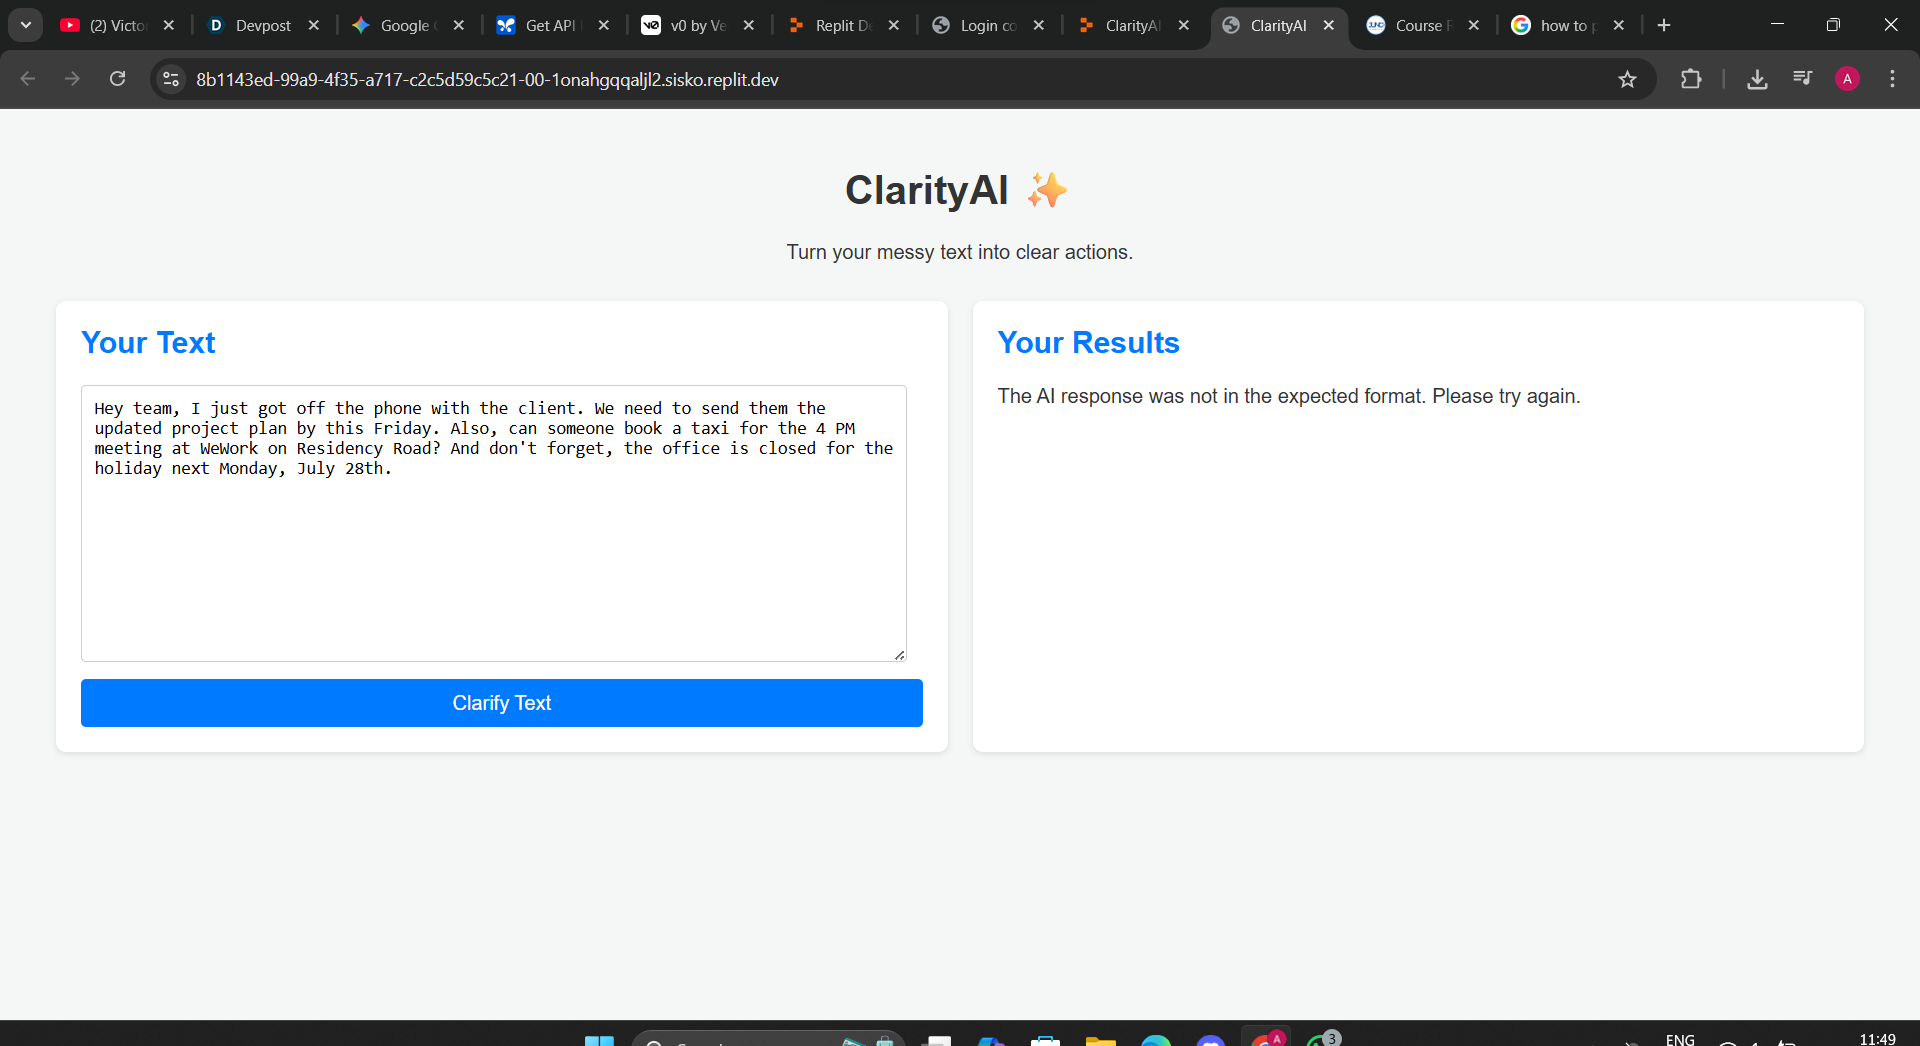 (2) Victo
Devpost
Google
Get API
v0 by Ve
Replit De
Login co
ClarityAI
ClarityAI
Course
how to
8b1143ed-99a9-4f35-a717-c2c5d59c5c21-00-1onahgqqaljl2.sisko.replit.dev
A
ClarityAI ✨
Turn your messy text into clear actions.
Your Text
Hey team, I just got off the phone with the client. We need to send them the
updated project plan by this Friday. Also, can someone book a taxi for the 4 PM
meeting at WeWork on Residency Road? And don't forget, the office is closed for the
holiday next Monday, July 28th.
Clarify Text
Your Results
The AI response was not in the expected format. Please try again.
A
3
ENG
11:49